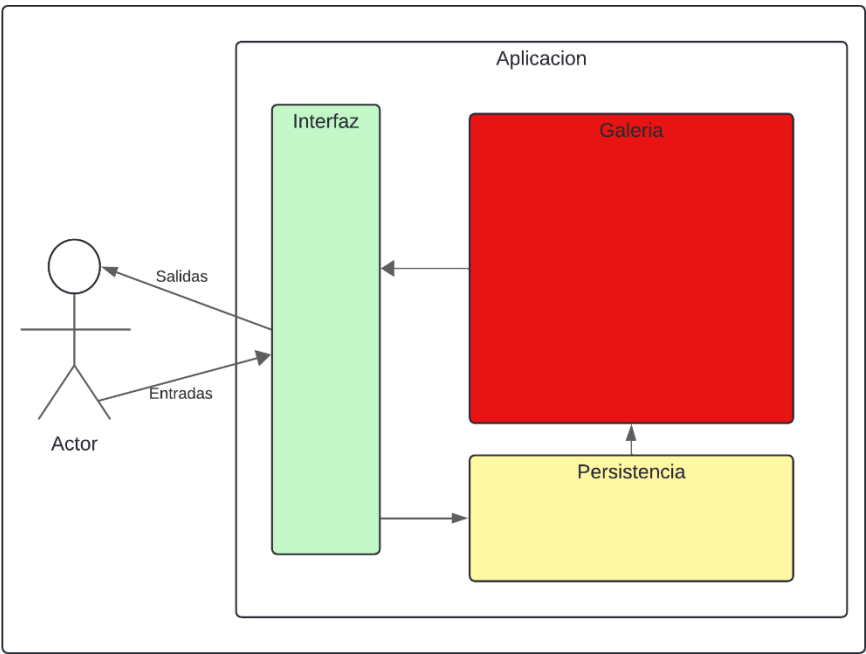 Aplicacion
Interfaz
Galeria
Salidas
Entradas
Actor
Persistencia